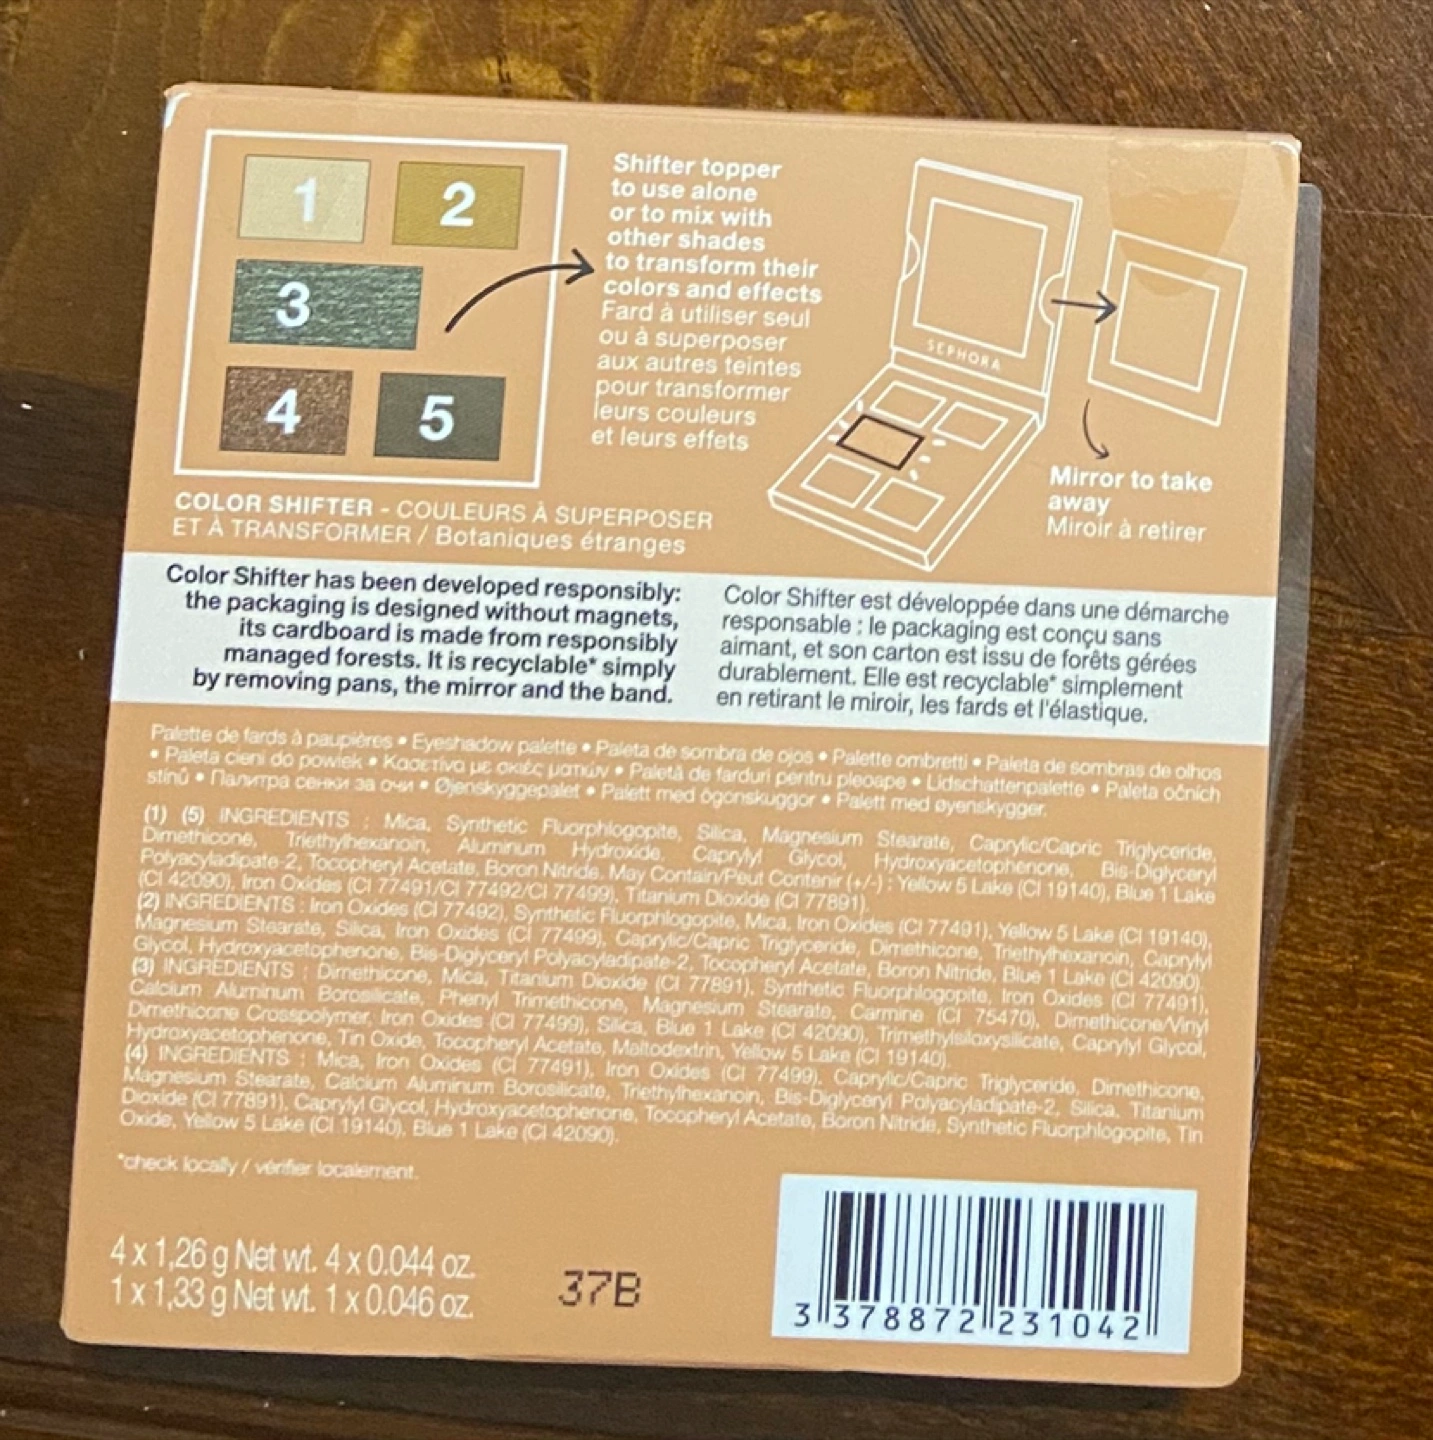 1
2
3
4
5
Shifter topper
to use alone
or to mix with
other shades
to transform their
colors and effects
Fard à utiliser seul
ou à superposer
aux autres teintes
pour transformer
leurs couleurs
et leurs effets
SEPHORA
Mirror to take
away
Miroir à retirer
COLOR SHIFTER - COULEURS À SUPERPOSER
ET À TRANSFORMER / Botaniques étranges
Color Shifter has been developed responsibly:
the packaging is designed without magnets,
its cardboard is made from responsibly
managed forests. It is recyclable* simply
by removing pans, the mirror and the band.
Color Shifter est développée dans une démarche
responsable : le packaging est conçu sans
aimant, et son carton est issu de forêts gérées
durablement. Elle est recyclable* simplement
en retirant le miroir, les fards et l'élastique.
Palette de fards à paupières • Eyeshadow palette • Paleta de sombra de ojos • Palette ombretti • Paleta de sombras de olhos
• Paleta cieni do powiek • Κασετίνα με σκιές ματιών • Paletă de farduri pentru pleoape • Lidschattenpalette • Paleta očních
stínů • Палитра сенки за очи • Øjenskyggepalet • Palett med ögonskuggor • Palett med øyenskygger.
(1) (5) INGREDIENTS : Mica, Synthetic Fluorphlogopite, Silica, Magnesium Stearate, Caprylic/Capric Triglyceride,
Dimethicone, Triethylhexanoin, Aluminum Hydroxide, Caprylyl Glycol, Hydroxyacetophenone, Bis-Diglyceryl
Polyacyladipate-2, Tocopheryl Acetate, Boron Nitride. May Contain/Peut Contenir (+/-) : Yellow 5 Lake (CI 19140), Blue 1 Lake
(CI 42090), Iron Oxides (CI 77491/CI 77492/CI 77499), Titanium Dioxide (CI 77891).
(2) INGREDIENTS : Iron Oxides (CI 77492), Synthetic Fluorphlogopite, Mica, Iron Oxides (CI 77491), Yellow 5 Lake (CI 19140),
Magnesium Stearate, Silica, Iron Oxides (CI 77499), Caprylic/Capric Triglyceride, Dimethicone, Triethylhexanoin, Caprylyl
Glycol, Hydroxyacetophenone, Bis-Diglyceryl Polyacyladipate-2, Tocopheryl Acetate, Boron Nitride, Blue 1 Lake (CI 42090).
(3) INGREDIENTS : Dimethicone, Mica, Titanium Dioxide (CI 77891), Synthetic Fluorphlogopite, Iron Oxides (CI 77491),
Calcium Aluminum Borosilicate, Phenyl Trimethicone, Magnesium Stearate, Carmine (CI 75470), Dimethicone/Vinyl
Dimethicone Crosspolymer, Iron Oxides (CI 77499), Silica, Blue 1 Lake (CI 42090), Trimethylsiloxysilicate, Caprylyl Glycol,
Hydroxyacetophenone, Tin Oxide, Tocopheryl Acetate, Maltodextrin, Yellow 5 Lake (CI 19140).
(4) INGREDIENTS : Mica, Iron Oxides (CI 77491), Iron Oxides (CI 77499), Caprylic/Capric Triglyceride, Dimethicone,
Magnesium Stearate, Calcium Aluminum Borosilicate, Triethylhexanoin, Bis-Diglyceryl Polyacyladipate-2, Silica, Titanium
Dioxide (CI 77891), Caprylyl Glycol, Hydroxyacetophenone, Tocopheryl Acetate, Boron Nitride, Synthetic Fluorphlogopite, Tin
Oxide, Yellow 5 Lake (CI 19140), Blue 1 Lake (CI 42090).
*check locally / vérifier localement.
4 x 1,26 g Net wt. 4 x 0.044 oz.
1 x 1,33 g Net wt. 1 x 0.046 oz.
37B
3 378872 231042